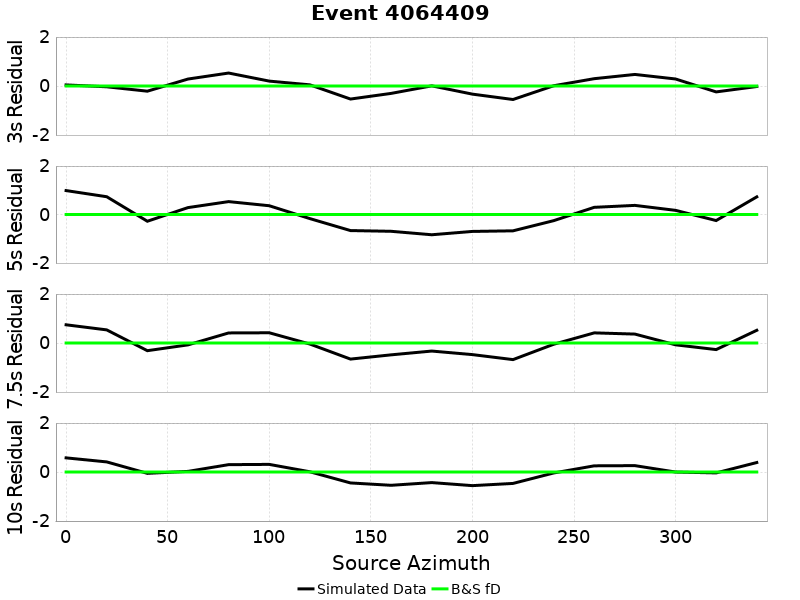 Event 4064409
3s Residual
2
0
-2
5s Residual
2
0
-2
7.5s Residual
2
0
-2
10s Residual
2
0
-2
0 50 100 150 200 250 300
Source Azimuth
Simulated Data B&S fD